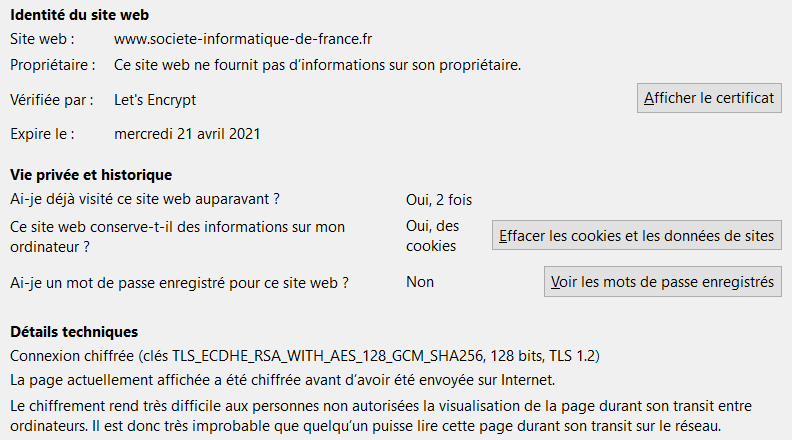 Identité du site web
Site web : www.societe-informatique-de-france.fr
Propriétaire : Ce site web ne fournit pas d’informations sur son propriétaire.
Vérifiée par : Let's Encrypt Afficher le certificat
Expire le : mercredi 21 avril 2021
Vie privée et historique
Ai-je déjà visité ce site web auparavant ? Oui, 2 fois
Ce site web conserve-t-il des informations sur mon
ordinateur ?
Oui, des
cookies
Effacer les cookies et les données de sites
Ai-je un mot de passe enregistré pour ce site web ? Non Voir les mots de passe enregistrés
Détails techniques
Connexion chiffrée (clés TLS_ECDHE_RSA_WITH_AES_128_GCM_SHA256, 128 bits, TLS 1.2)
La page actuellement affichée a été chiffrée avant d’avoir été envoyée sur Internet.
Le chiffrement rend très difficile aux personnes non autorisées la visualisation de la page durant son transit entre
ordinateurs. Il est donc très improbable que quelqu’un puisse lire cette page durant son transit sur le réseau.